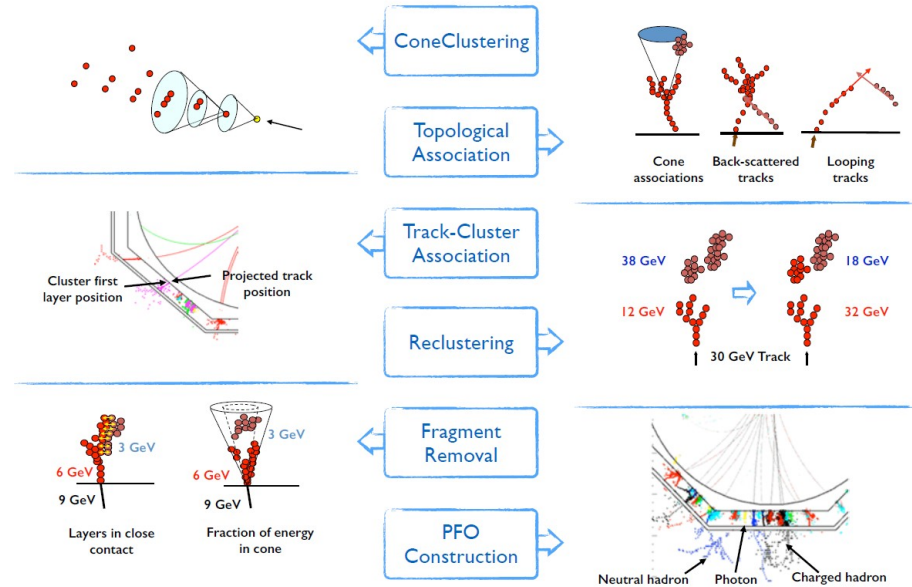 ConeClustering
Topological
Association
Cone
associations
Back-scattered
tracks
Looping
tracks
Track-Cluster
Association
Cluster first
layer position
Projected track
position
38 GeV
18 GeV
12 GeV
32 GeV
30 GeV Track
Reclustering
Fragment
Removal
3 GeV
6 GeV
9 GeV
Layers in close
contact
3 GeV
6 GeV
9 GeV
Fraction of energy
in cone
PFO
Construction
Neutral hadron
Photon
Charged hadron